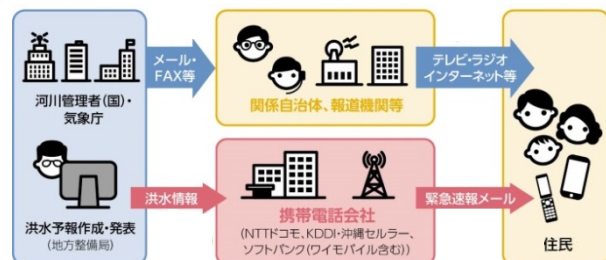 河川管理者(国)・
気象庁
洪水予報作成・発表
(地方整備局)
メール・
FAX等
関係自治体、報道機関等
テレビ・ラジオ
インターネット等
洪水情報
携帯電話会社
(NTTドコモ、KDDI・沖縄セルラー、
ソフトバンク(ワイモバイル含む))
緊急速報メール
住民